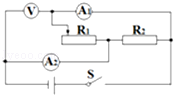 V A₁
R₁ R₂
A₂
S